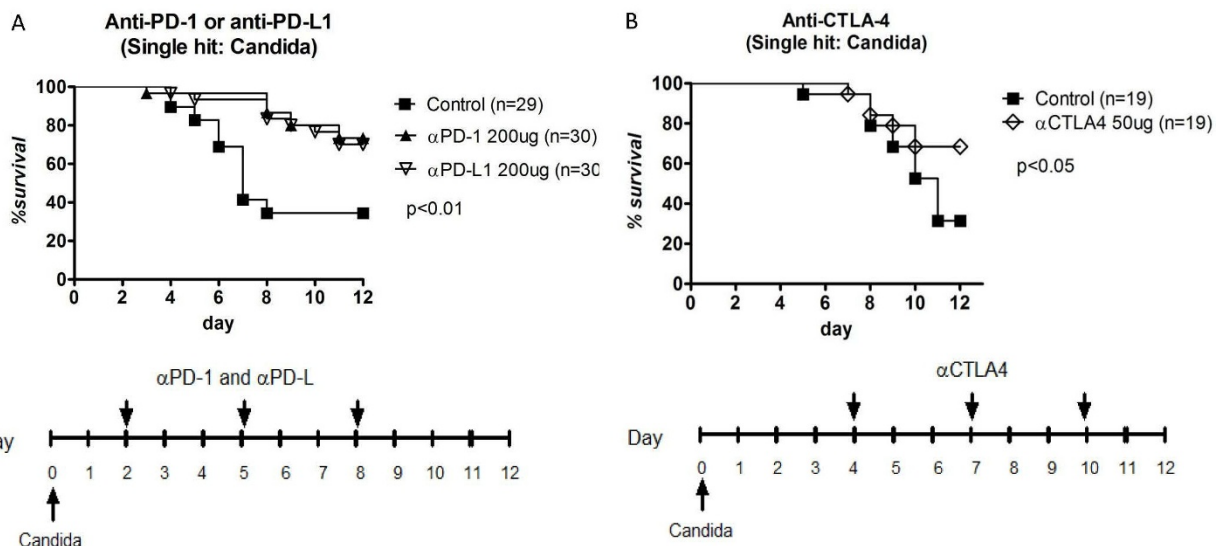 A
Anti-PD-1 or anti-PD-L1
(Single hit: Candida)
%survival
100
80
60
40
20
0
0 2 4 6 8 10 12
day
Control (n=29)
αPD-1 200ug (n=30)
αPD-L1 200ug (n=30
p<0.01
αPD-1 and αPD-L
ay
0 1 2 3 4 5 6 7 8 9 10 11 12
Candida
B
Anti-CTLA-4
(Single hit: Candida)
% survival
100
80
60
40
20
0
0 2 4 6 8 10 12
day
Control (n=19)
αCTLA4 50ug (n=19)
p<0.05
αCTLA4
Day
0 1 2 3 4 5 6 7 8 9 10 11 12
Candida